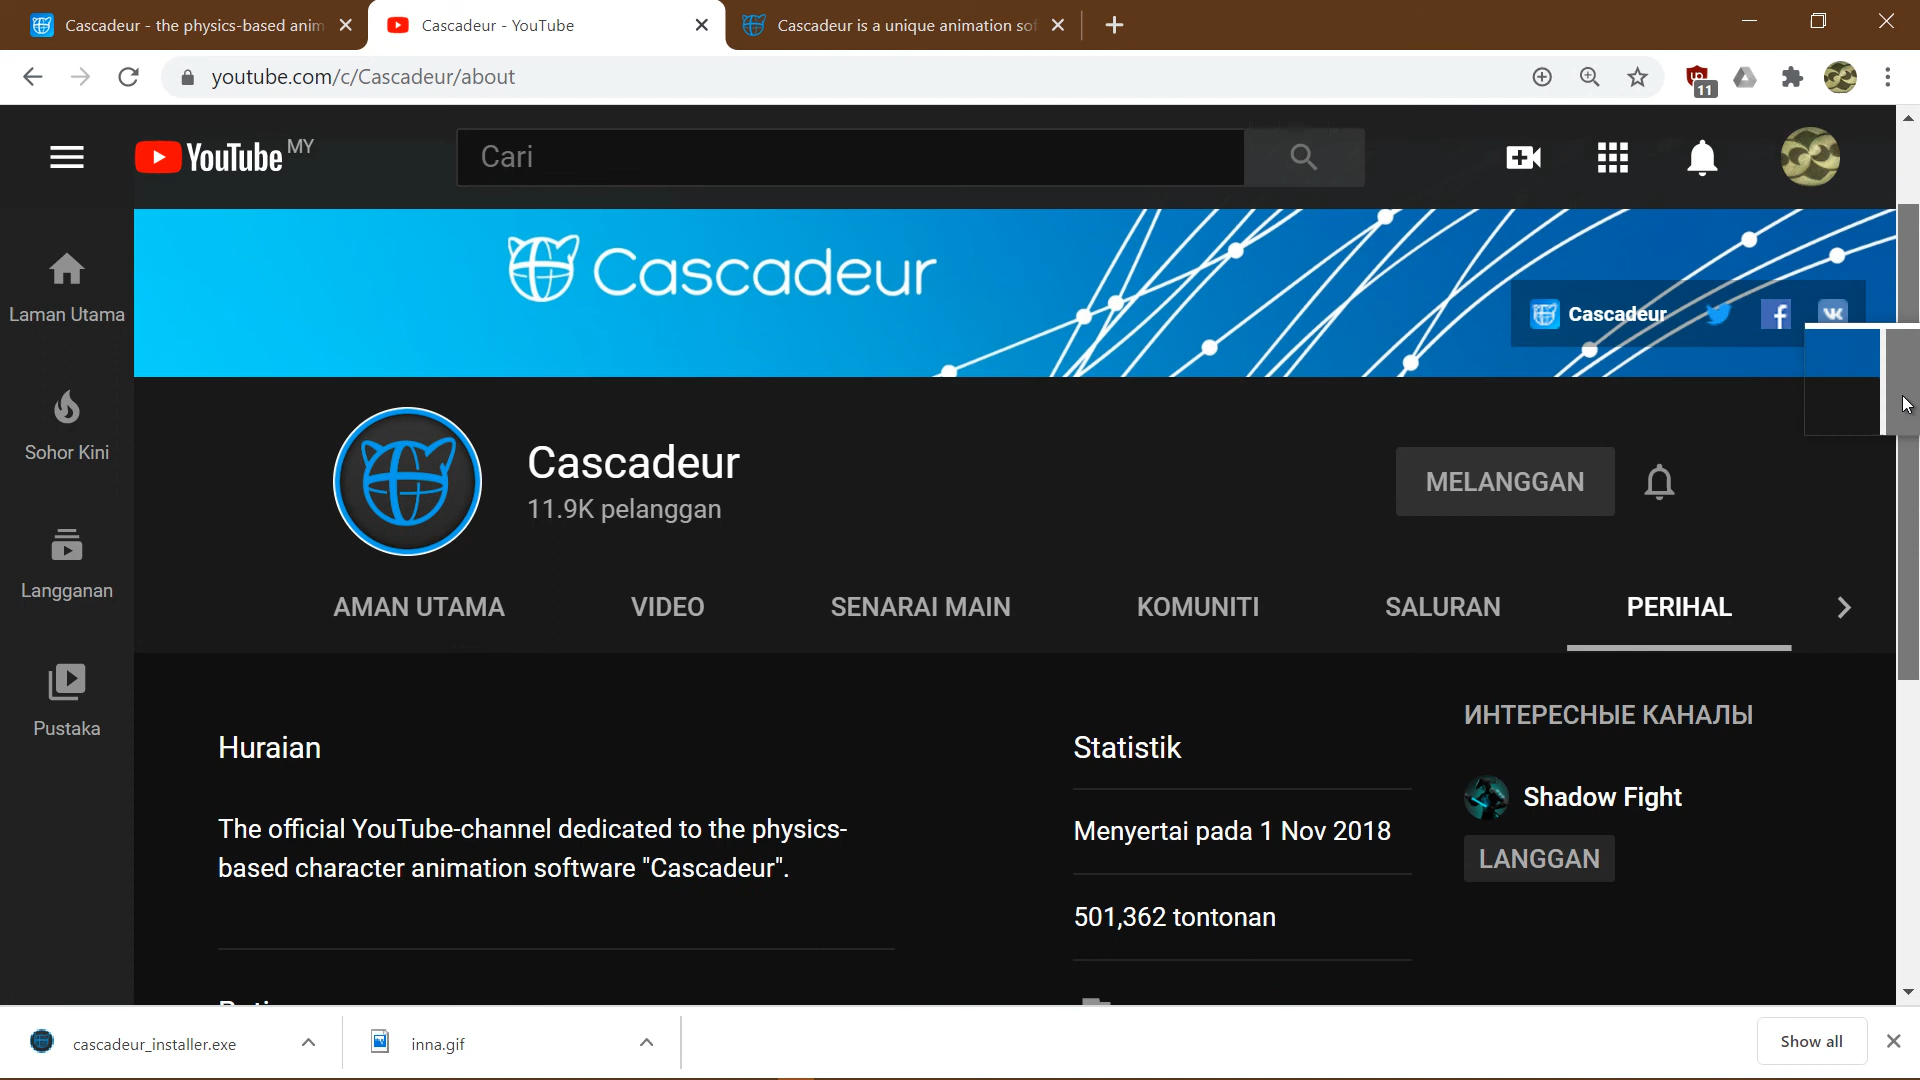 Cascadeur - the physics-based anim
Cascadeur - YouTube
Cascadeur is a unique animation sof
youtube.com/c/Cascadeur/about
11
YouTube MY
Cari
Laman Utama
Sohor Kini
Langganan
Pustaka
Cascadeur
Cascadeur
Cascadeur
11.9K pelanggan
MELANGGAN
AMAN UTAMA
VIDEO
SENARAI MAIN
KOMUNITI
SALURAN
PERIHAL
Huraian
The official YouTube-channel dedicated to the physics-
based character animation software "Cascadeur".
Statistik
Menyertai pada 1 Nov 2018
501,362 tontonan
ИНТЕРЕСНЫЕ КАНАЛЫ
Shadow Fight
LANGGAN
cascadeur_installer.exe
inna.gif
Show all